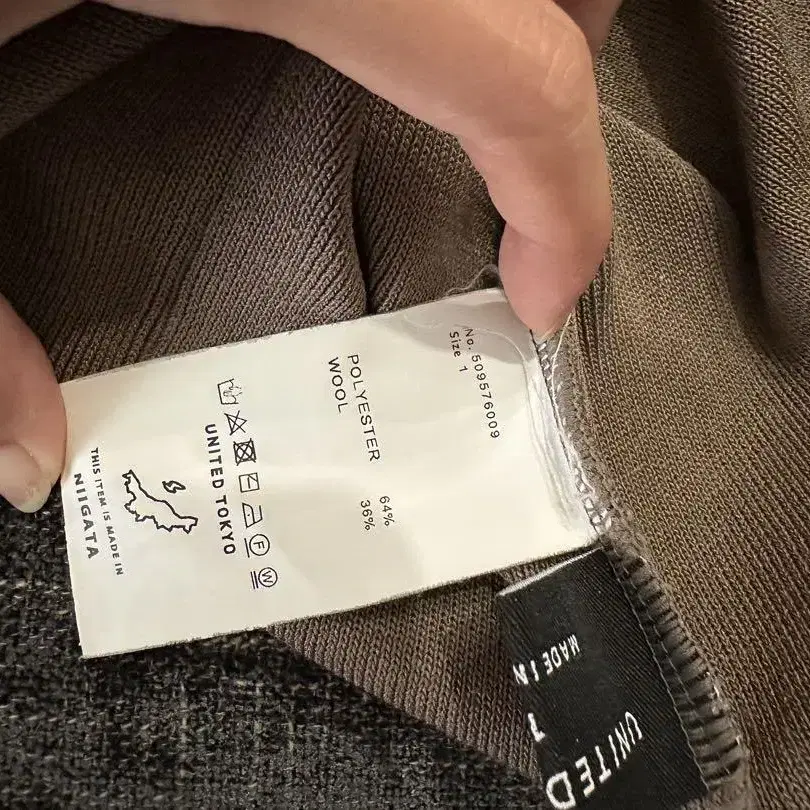 No. 509576009
Size 1
POLYESTER 64%
WOOL 36%
UNITED TOKYO
THIS ITEM IS MADE IN
NIIGATA
UNITED
MADE IN